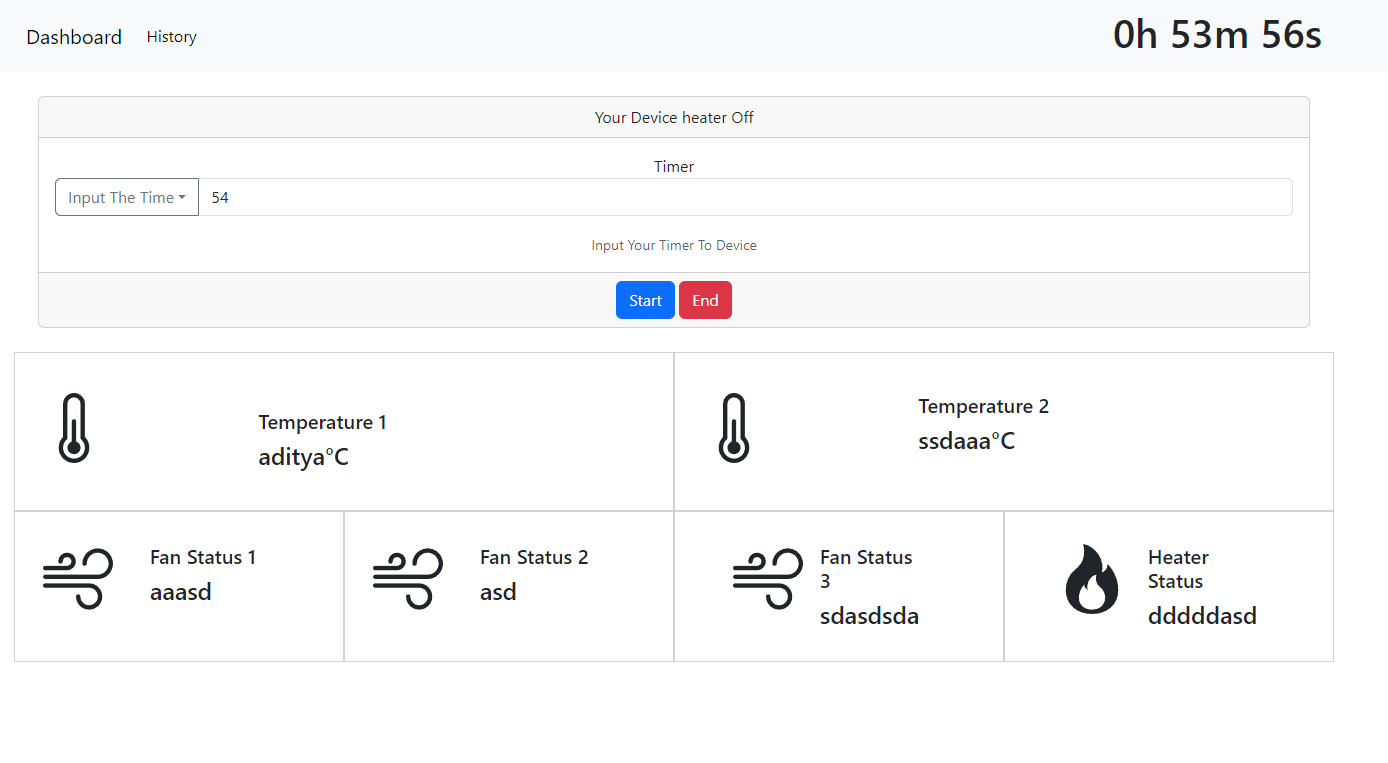 Dashboard History 0h 53m 56s
Your Device heater Off
Timer
Input The Time 54
Input Your Timer To Device
Start End
Temperature 1
aditya°C
Temperature 2
ssdaaa°C
Fan Status 1
aaasd
Fan Status 2
asd
Fan Status
3
sdasdsda
Heater
Status
dddddasd